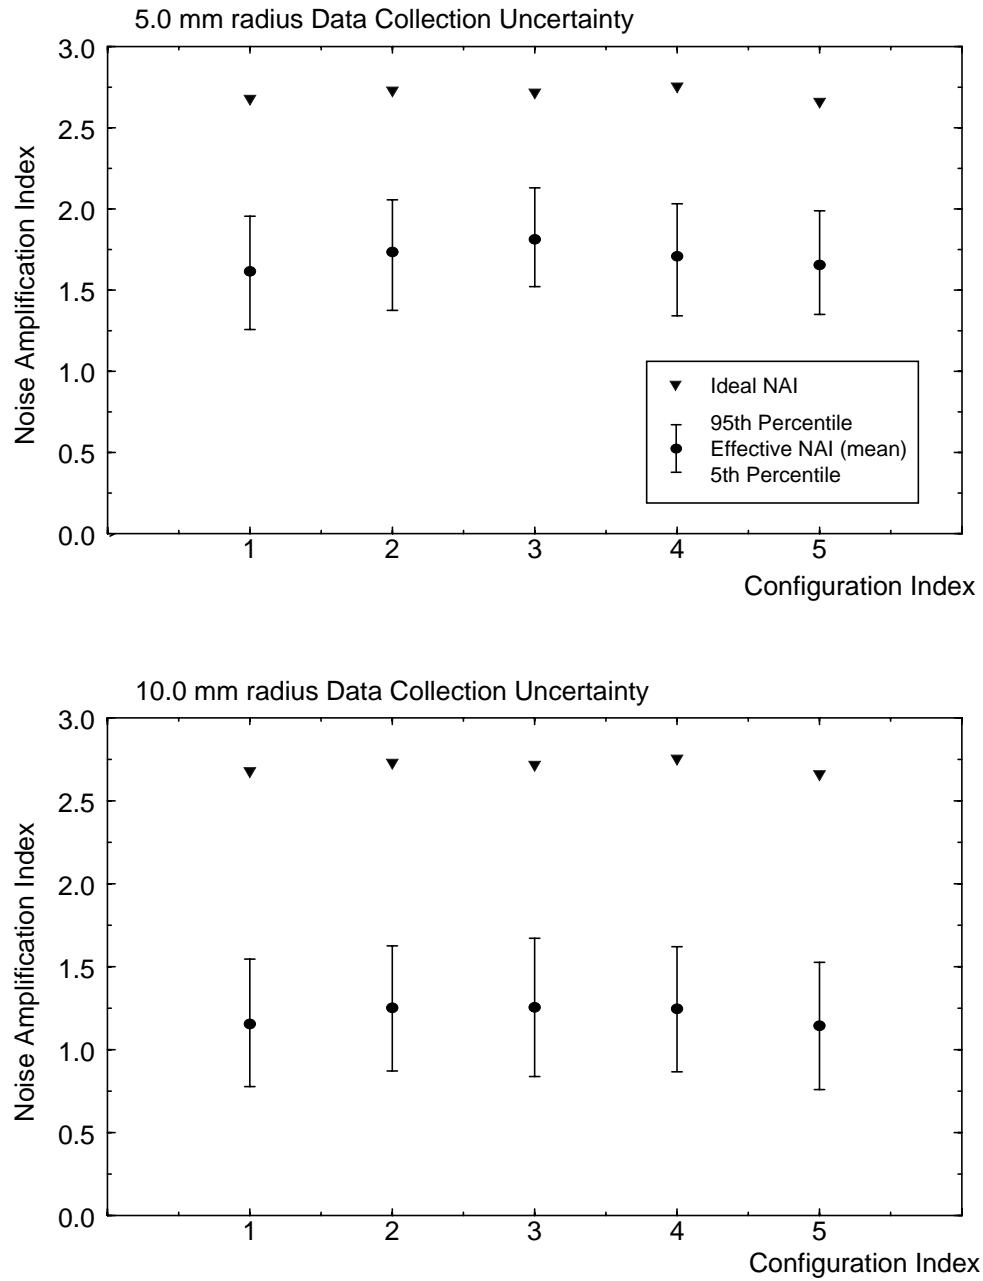 5.0 mm radius Data Collection Uncertainty
3.0
2.5
2.0
1.5
1.0
0.5
0.0
Noise Amplification Index
Ideal NAI
95th Percentile
Effective NAI (mean)
5th Percentile
1 2 3 4 5
Configuration Index
10.0 mm radius Data Collection Uncertainty
3.0
2.5
2.0
1.5
1.0
0.5
0.0
Noise Amplification Index
1 2 3 4 5
Configuration Index